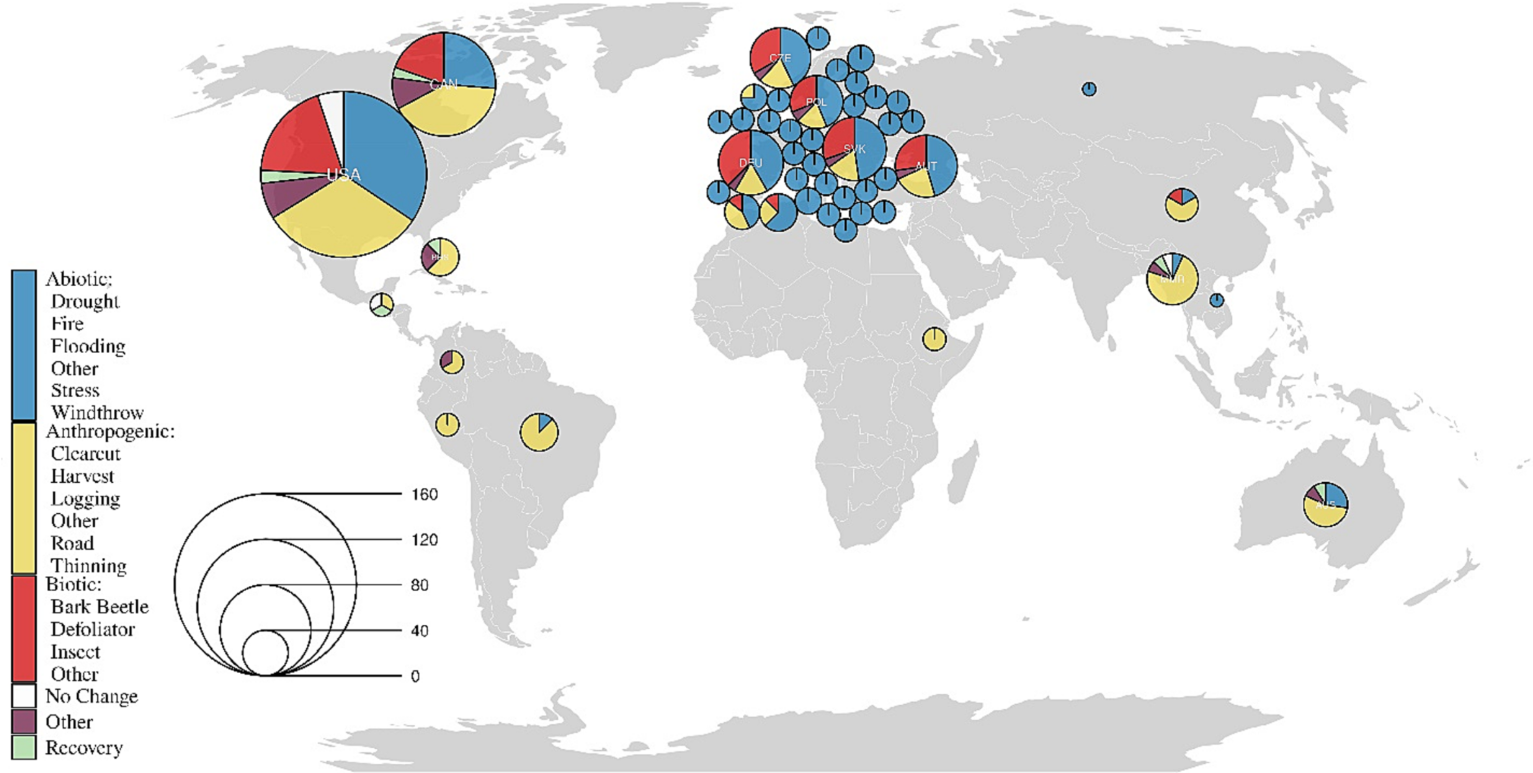 CAN
USA
CZE
POL
SVK
DEU
AUT
AUS
Abiotic:
Drought
Fire
Flooding
Other
Stress
Windthrow
Anthropogenic:
Clearcut
Harvest
Logging
Other
Road
Thinning
Biotic:
Bark Beetle
Defoliator
Insect
Other
No Change
Other
Recovery
160
120
80
40
0